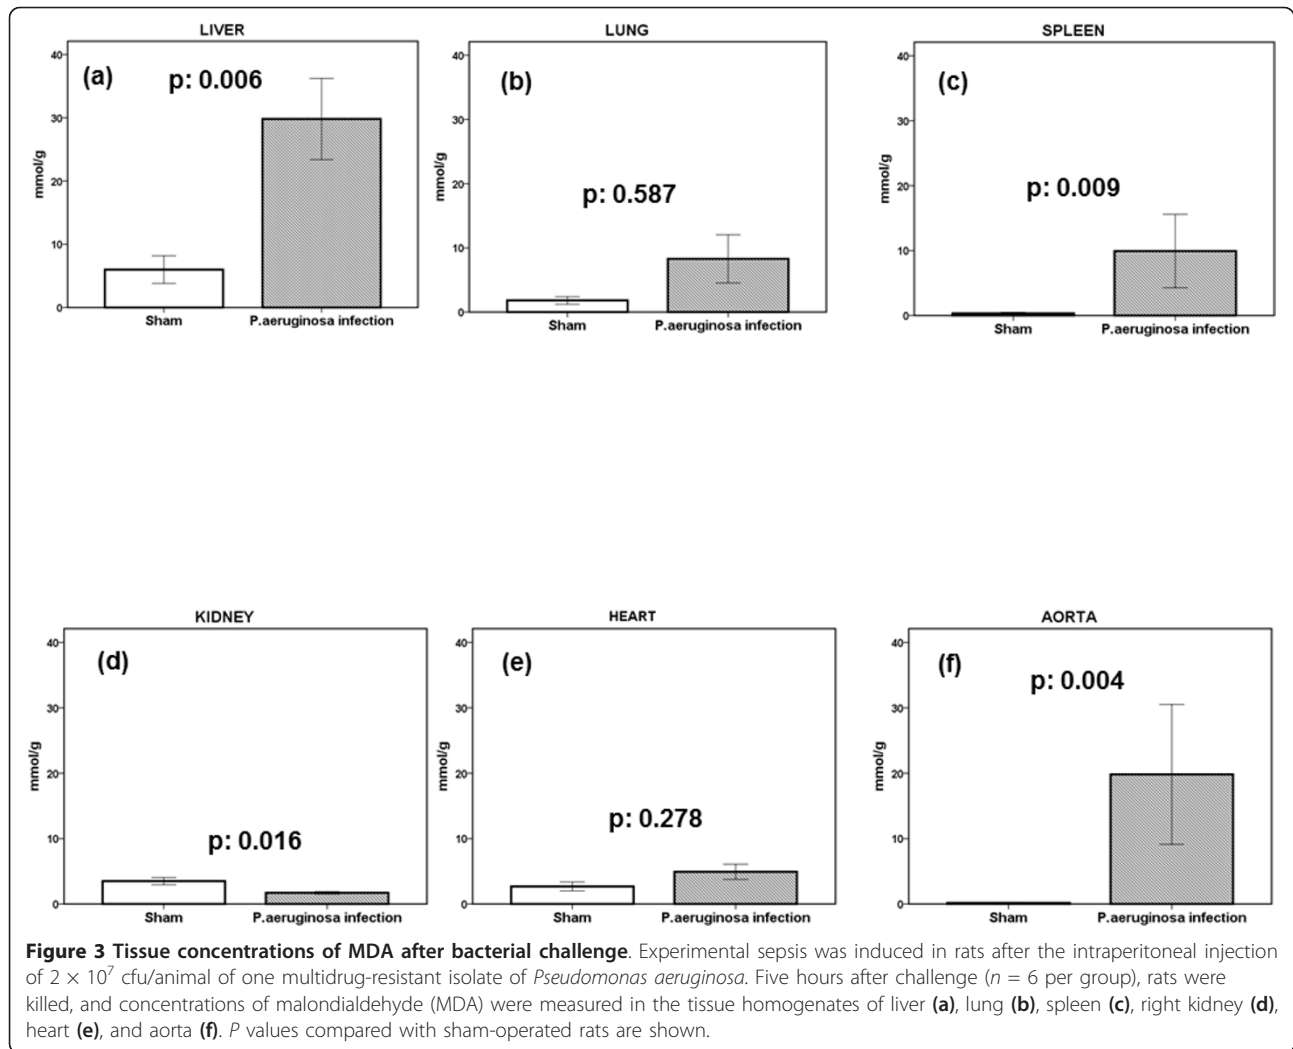 LIVER
(a)
p: 0.006
40
30
20
10
0
mmol/g
Sham
P.aeruginosa infection
LUNG
(b)
p: 0.587
40
30
20
10
0
mmol/g
Sham
P.aeruginosa infection
SPLEEN
(c)
p: 0.009
40
30
20
10
0
mmol/g
Sham
P.aeruginosa infection
KIDNEY
(d)
p: 0.016
40
30
20
10
0
mmol/g
Sham
P.aeruginosa infection
HEART
(e)
p: 0.278
40
30
20
10
0
mmol/g
Sham
P.aeruginosa infection
AORTA
(f)
p: 0.004
40
30
20
10
0
mmol/g
Sham
P.aeruginosa infection
Figure 3 Tissue concentrations of MDA after bacterial challenge. Experimental sepsis was induced in rats after the intraperitoneal injection
of 2 × 10⁷ cfu/animal of one multidrug-resistant isolate of Pseudomonas aeruginosa. Five hours after challenge (n = 6 per group), rats were
killed, and concentrations of malondialdehyde (MDA) were measured in the tissue homogenates of liver (a), lung (b), spleen (c), right kidney (d),
heart (e), and aorta (f). P values compared with sham-operated rats are shown.